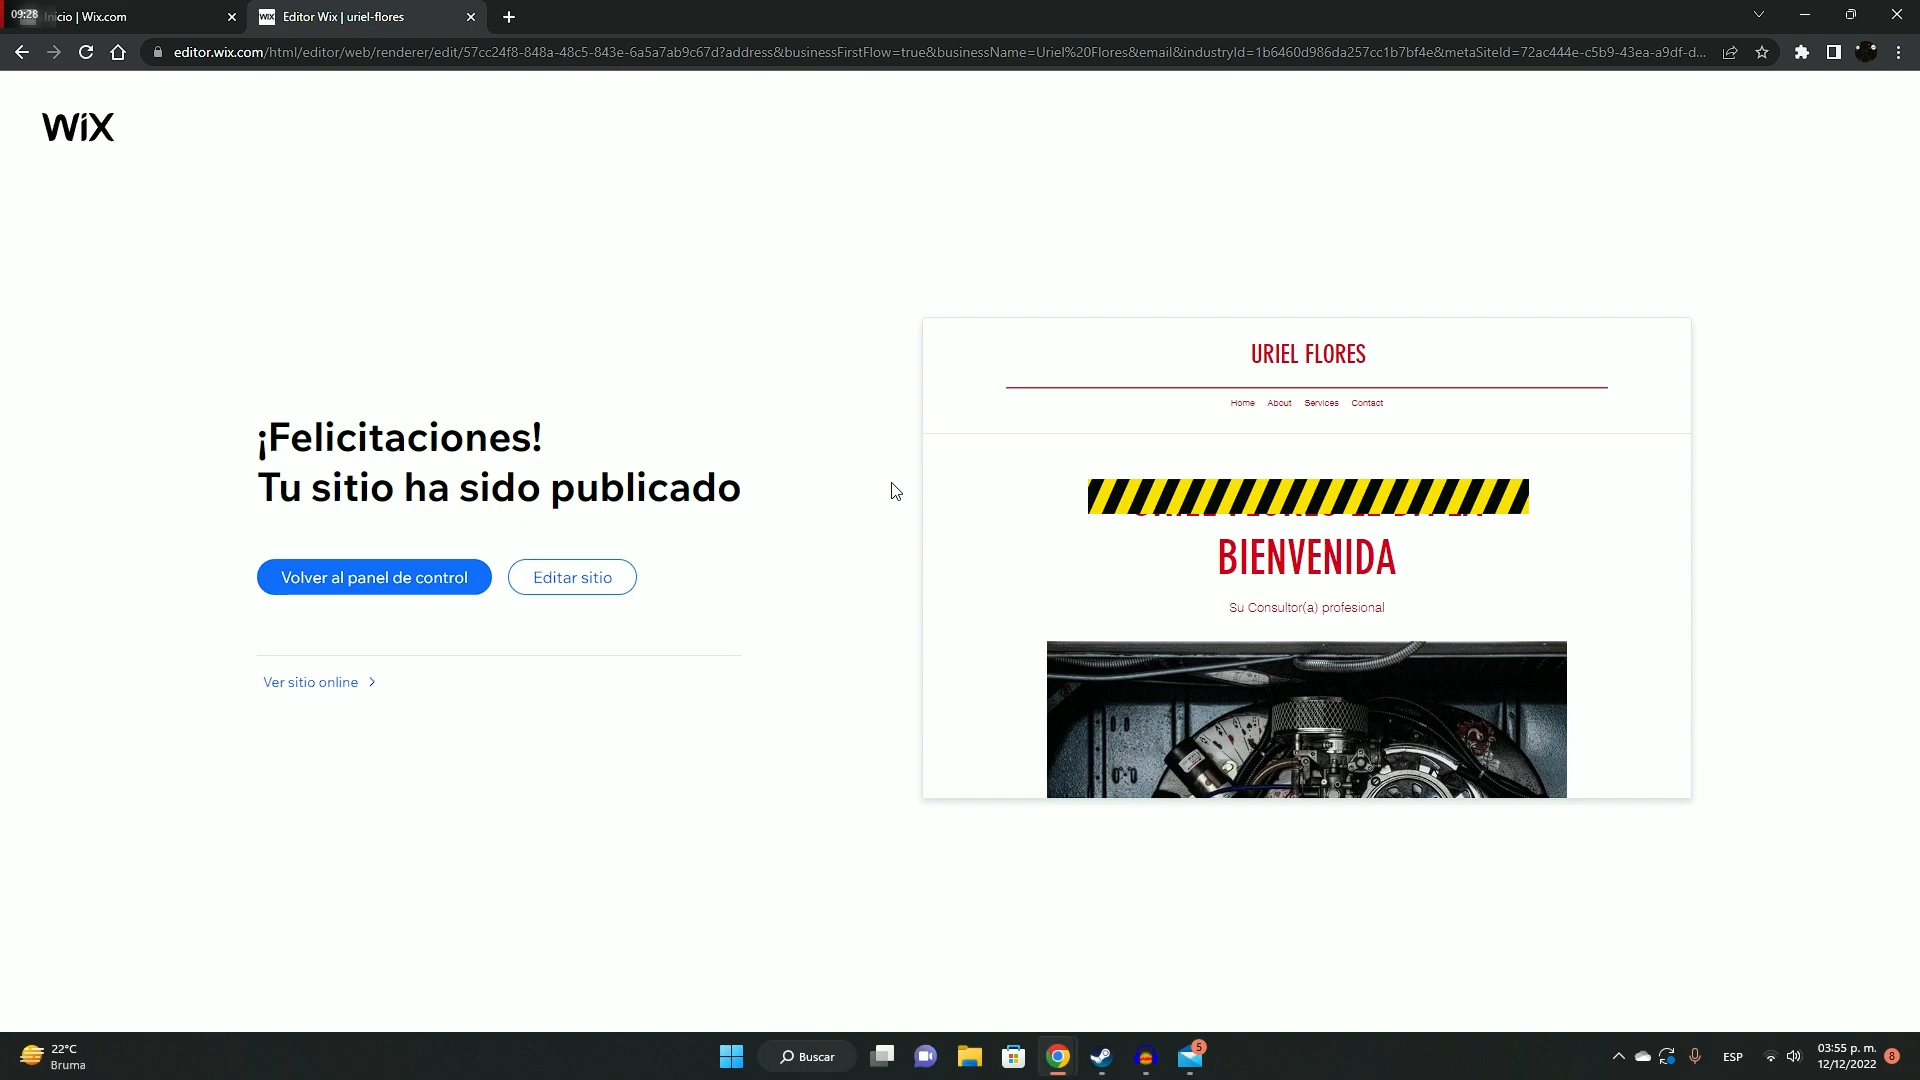 09:28
Inicio | Wix.com
WiX Editor Wix | uriel-flores
editor.wix.com/html/editor/web/renderer/edit/57cc24f8-848a-48c5-843e-6a5a7ab9c67d?address&businessFirstFlow=true&businessName=Uriel%20Flores&email&industryId=1b6460d986da257cc1b7bf4e&metaSiteId=72ac444e-c5b9-43ea-a9df-d...
WiX
URIEL FLORES
Home About Services Contact
¡Felicitaciones!
Tu sitio ha sido publicado
BIENVENIDA
Su Consultor(a) profesional
Volver al panel de control
Editar sitio
Ver sitio online
22°C
Bruma
Buscar
5
ESP
03:55 p. m.
12/12/2022
8